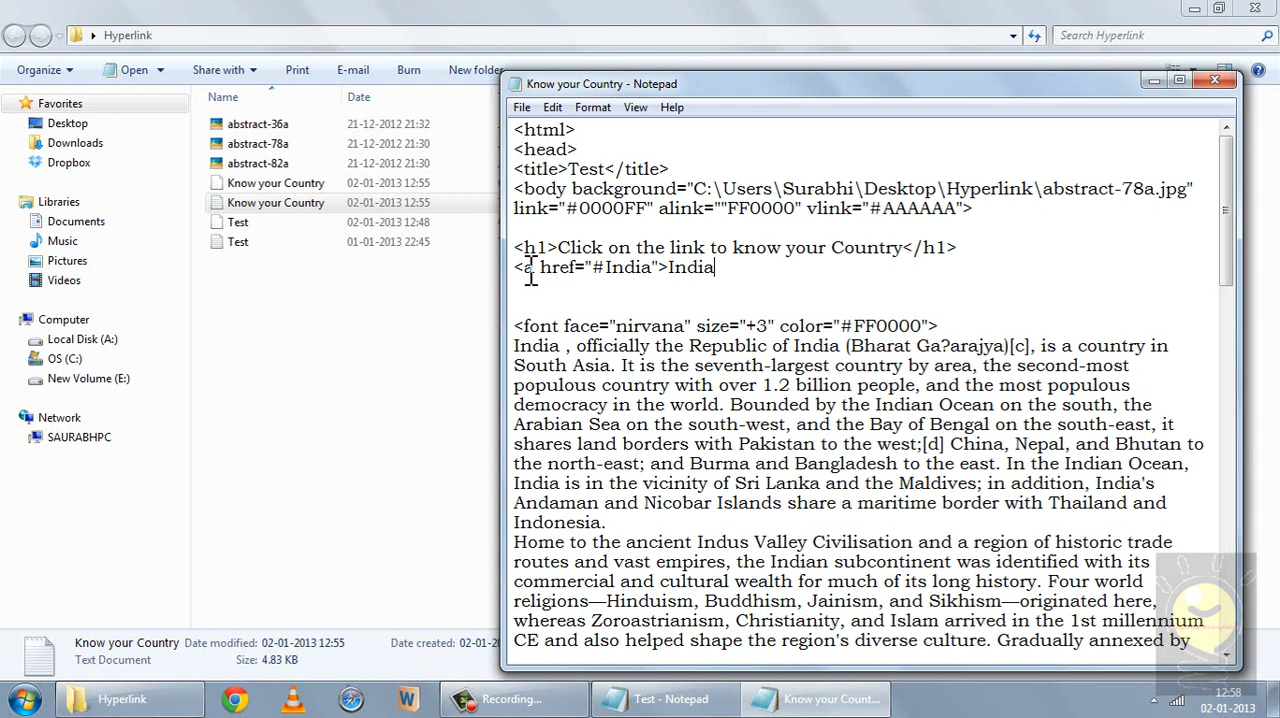 Hyperlink
Search Hyperlink
Organize
Open
Share with
Print
E-mail
Burn
New folder
Favorites
Desktop
Downloads
Dropbox
Libraries
Documents
Music
Pictures
Videos
Computer
Local Disk (A:)
OS (C:)
New Volume (E:)
Network
SAURABHPC
Name
Date
abstract-36a
21-12-2012 21:32
abstract-78a
21-12-2012 21:30
abstract-82a
21-12-2012 21:30
Know your Country
02-01-2013 12:55
Know your Country
02-01-2013 12:55
Test
02-01-2013 12:48
Test
01-01-2013 22:45
Know your Country - Notepad
File Edit Format View Help
<html>
<head>
<title>Test</title>
<body background="C:\Users\Surabhi\Desktop\Hyperlink\abstract-78a.jpg"
link="#0000FF" alink=""FF0000" vlink="#AAAAAA">
<h1>Click on the link to know your Country</h1>
<a href="#India">India
<font face="nirvana" size="+3" color="#FF0000">
India , officially the Republic of India (Bharat Ga?arajya)[c], is a country in
South Asia. It is the seventh-largest country by area, the second-most
populous country with over 1.2 billion people, and the most populous
democracy in the world. Bounded by the Indian Ocean on the south, the
Arabian Sea on the south-west, and the Bay of Bengal on the south-east, it
shares land borders with Pakistan to the west;[d] China, Nepal, and Bhutan to
the north-east; and Burma and Bangladesh to the east. In the Indian Ocean,
India is in the vicinity of Sri Lanka and the Maldives; in addition, India's
Andaman and Nicobar Islands share a maritime border with Thailand and
Indonesia.
Home to the ancient Indus Valley Civilisation and a region of historic trade
routes and vast empires, the Indian subcontinent was identified with its
commercial and cultural wealth for much of its long history. Four world
religions—Hinduism, Buddhism, Jainism, and Sikhism—originated here,
whereas Zoroastrianism, Christianity, and Islam arrived in the 1st millennium
CE and also helped shape the region's diverse culture. Gradually annexed by
Know your Country Date modified: 02-01-2013 12:55
Text Document Size: 4.83 KB
Date created: 02-01-2
Hyperlink
Recording...
Test - Notepad
Know your Count...
12:58
02-01-2013